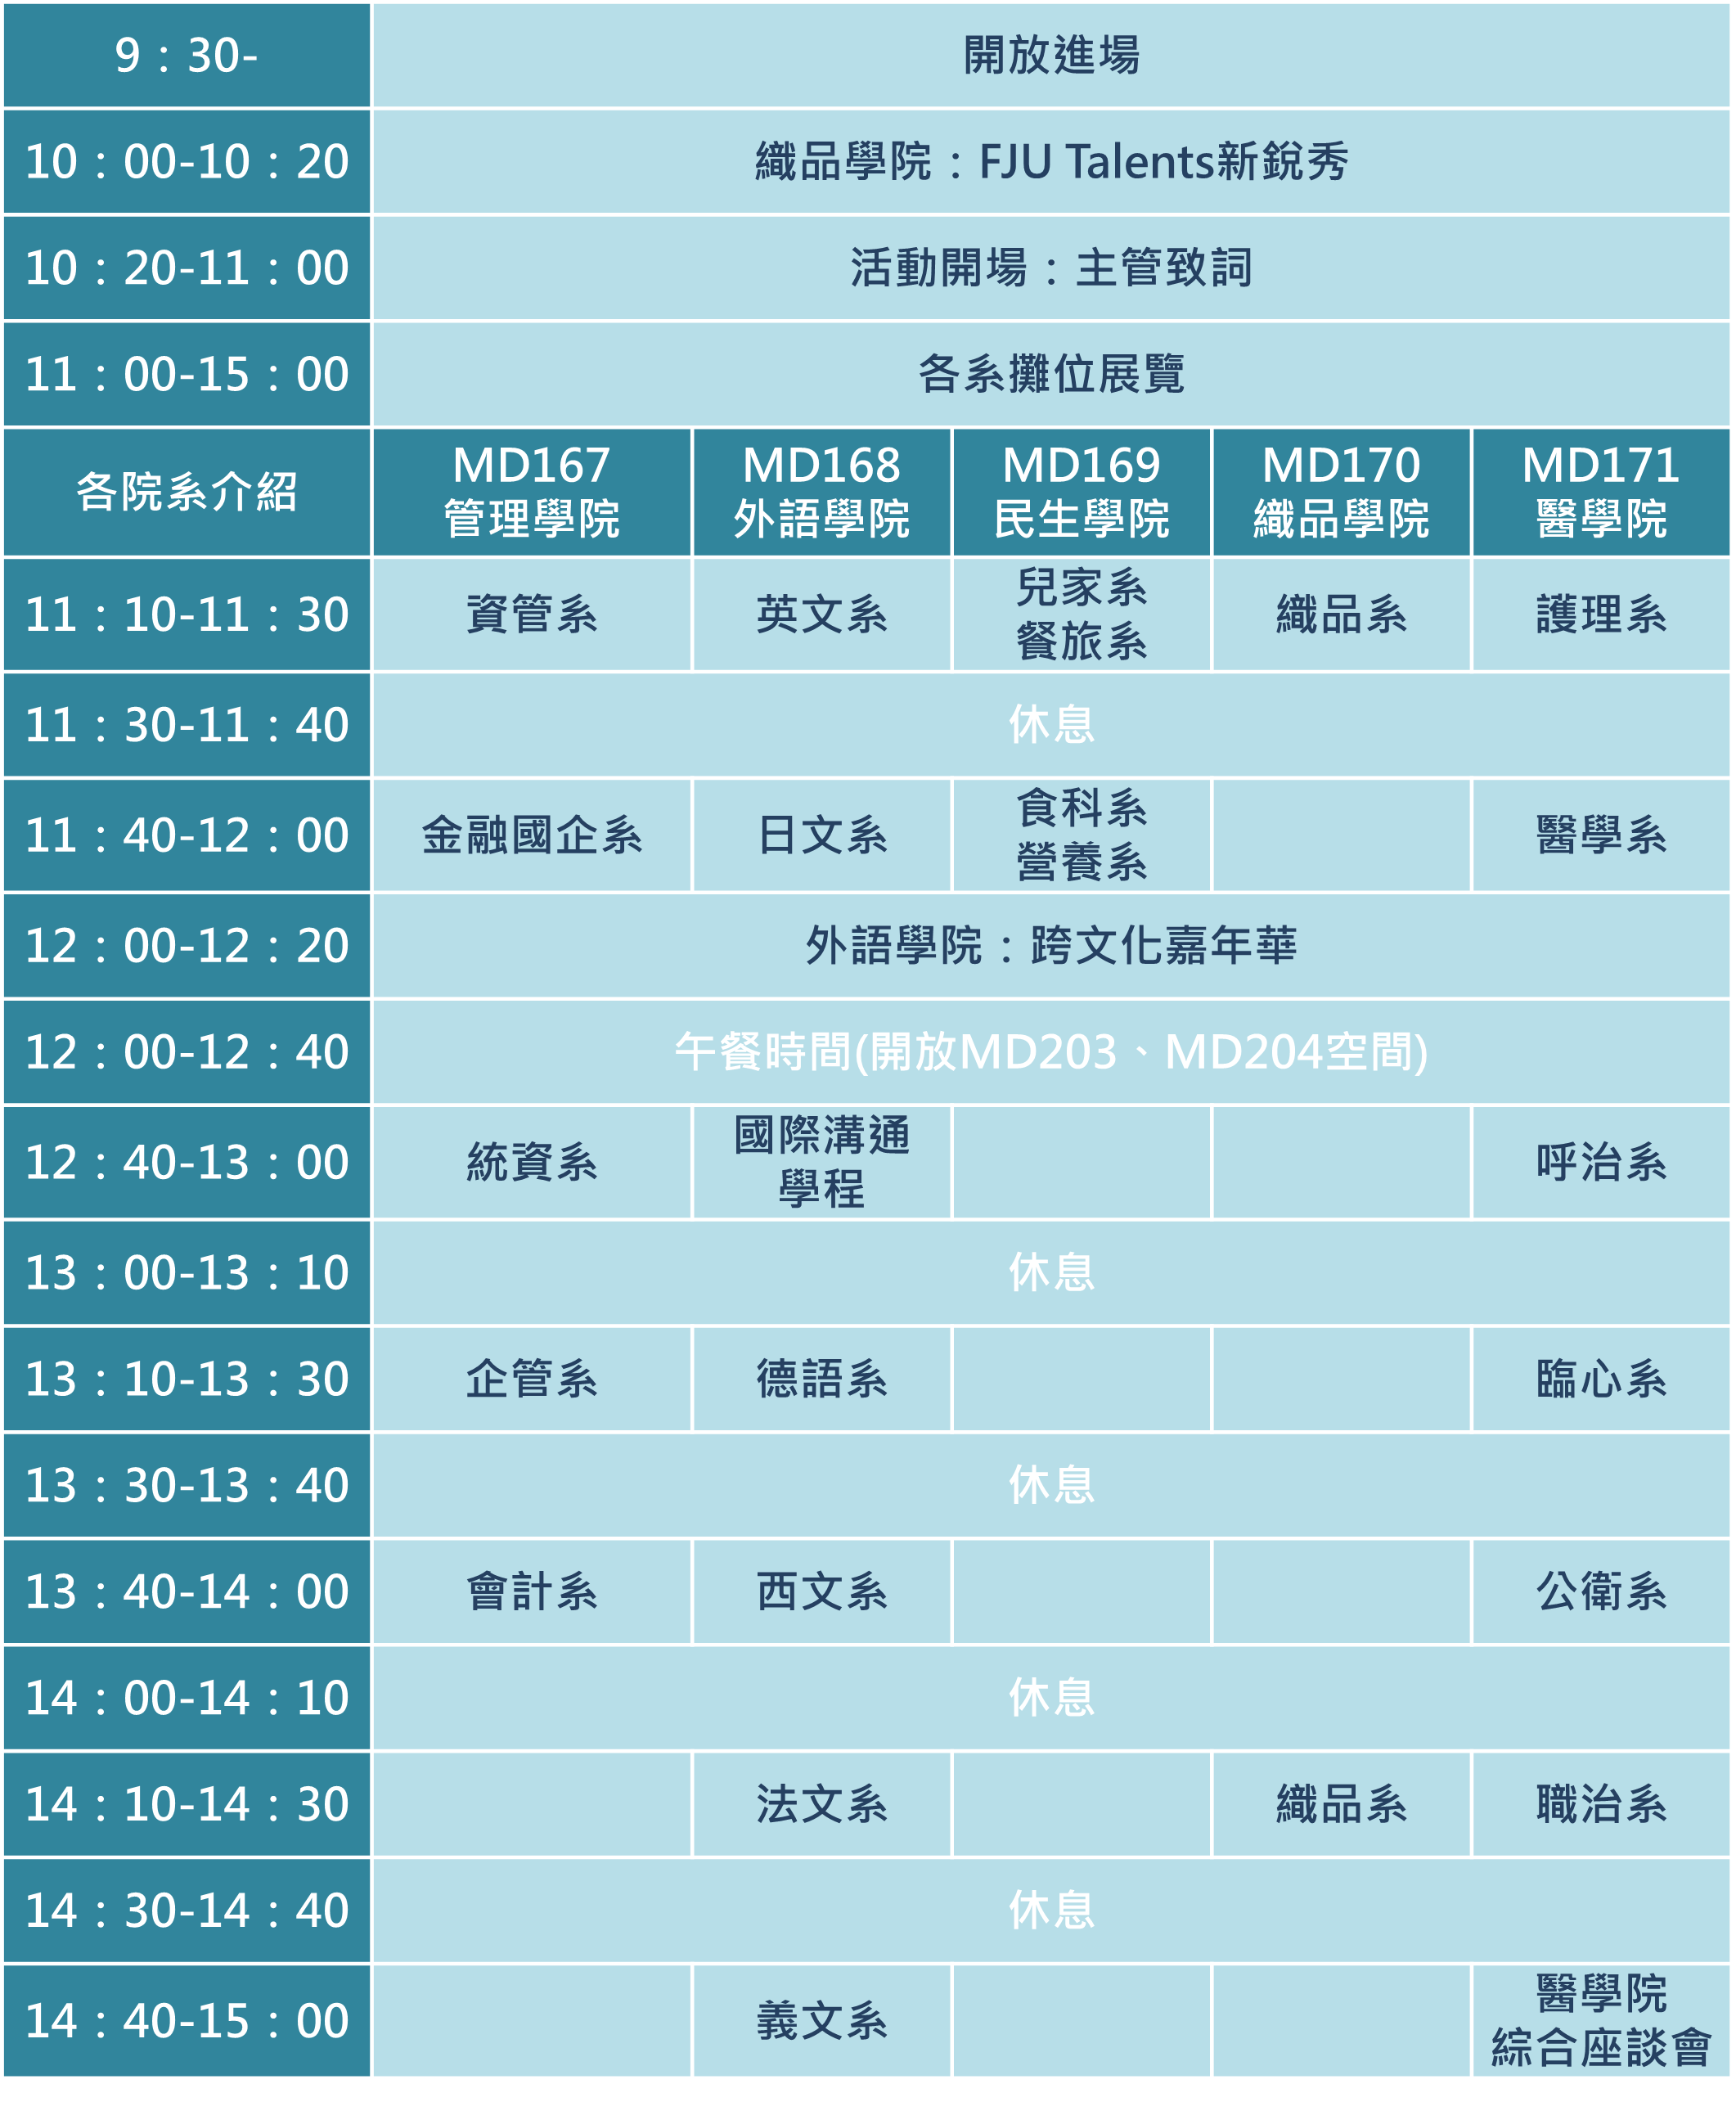 9：30-
開放進場
10：00-10：20
織品學院：FJU Talents新銳秀
10：20-11：00
活動開場：主管致詞
11：00-15：00
各系攤位展覽
各院系介紹
MD167
管理學院
MD168
外語學院
MD169
民生學院
MD170
織品學院
MD171
醫學院
11：10-11：30
資管系
英文系
兒家系
餐旅系
織品系
護理系
11：30-11：40
休息
11：40-12：00
金融國企系
日文系
食科系
營養系
醫學系
12：00-12：20
外語學院：跨文化嘉年華
12：00-12：40
午餐時間(開放MD203、MD204空間)
12：40-13：00
統資系
國際溝通
學程
呼治系
13：00-13：10
休息
13：10-13：30
企管系
德語系
臨心系
13：30-13：40
休息
13：40-14：00
會計系
西文系
公衛系
14：00-14：10
休息
14：10-14：30
法文系
織品系
職治系
14：30-14：40
休息
14：40-15：00
義文系
醫學院
綜合座談會